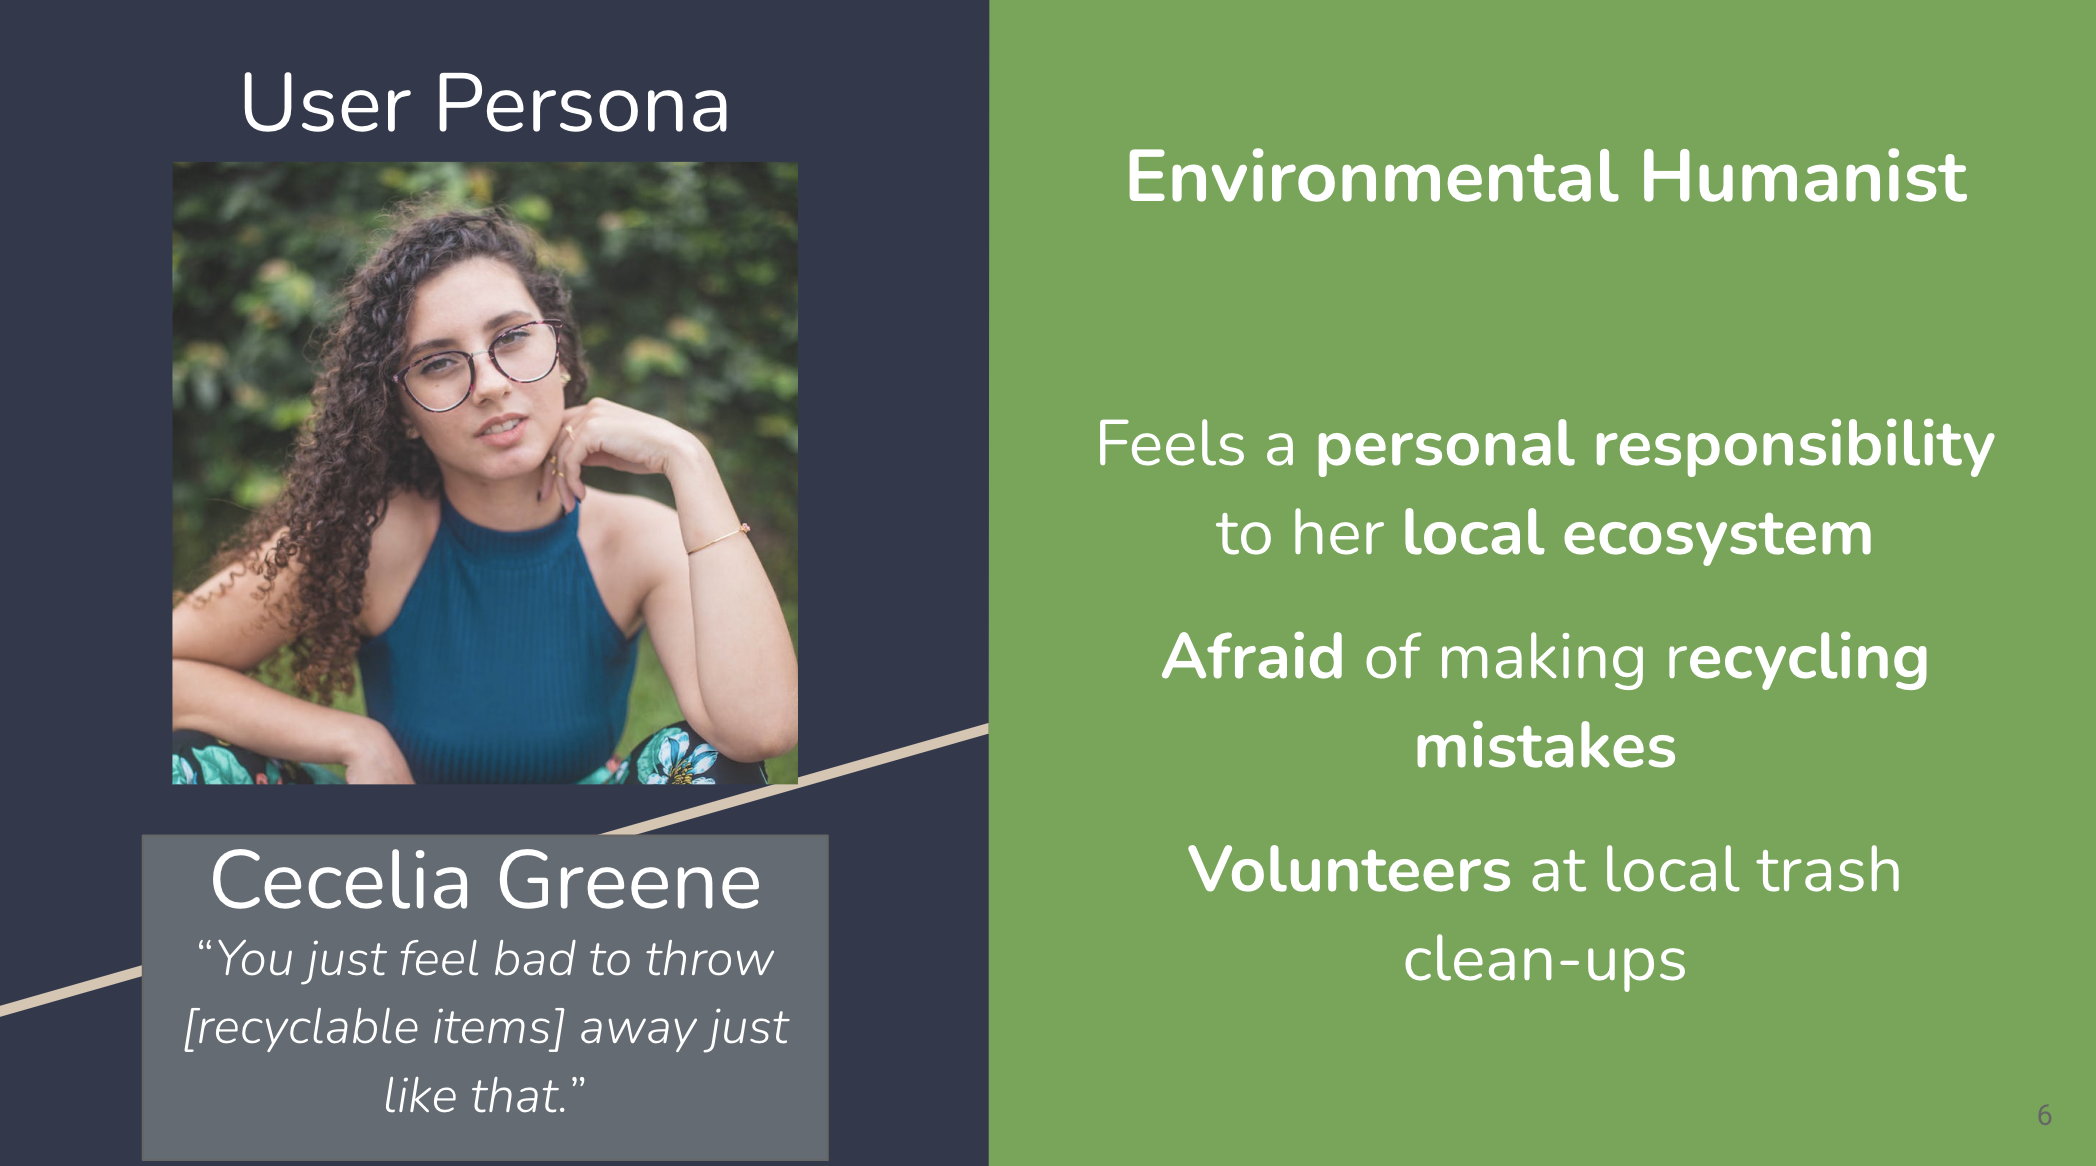 User Persona
Cecelia Greene
“You just feel bad to throw
[recyclable items] away just
like that.”
Environmental Humanist
Feels a personal responsibility
to her local ecosystem
Afraid of making recycling
mistakes
Volunteers at local trash
clean-ups
6